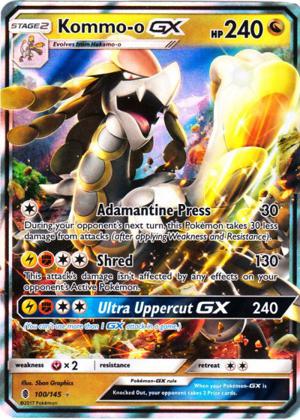 STAGE2
Kommo-o GX
HP 240
Evolves from Hakamo-o
Adamantine Press 30
During your opponent's next turn, this Pokémon takes 30 less
damage from attacks (after applying Weakness and Resistance).
Shred 130
This attack's damage isn't affected by any effects on your
opponent's Active Pokémon.
Ultra Uppercut GX 240
(You can't use more than 1 GX attack in a game.)
weakness ×2 resistance retreat cost
Illus. 5ban Graphics
Pokémon-GX rule
When your Pokémon-GX is
Knocked Out, your opponent takes 2 Prize cards.
100/145
©2017 Pokémon